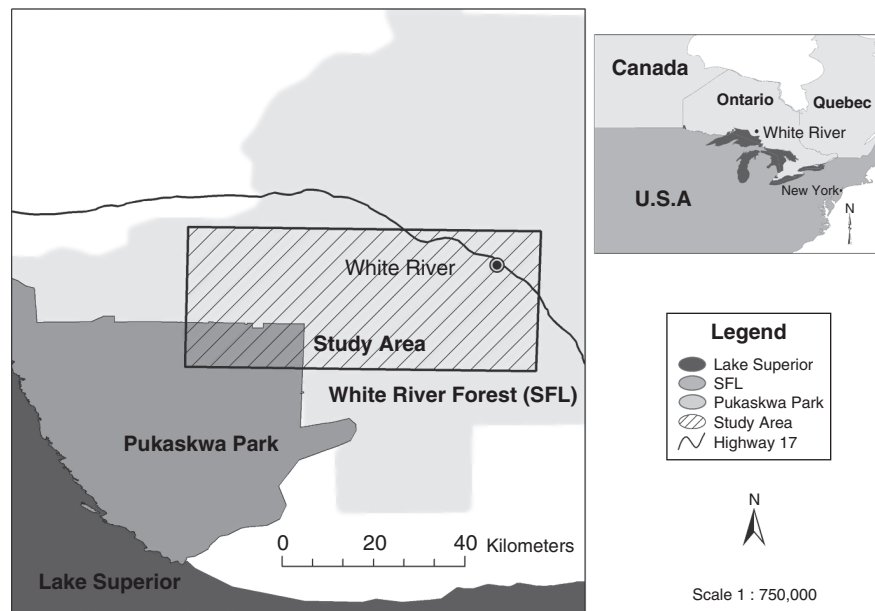 White River
Study Area
White River Forest (SFL)
Pukaskwa Park
0 20 40 Kilometers
Lake Superior
Canada
Ontario
Quebec
White River
U.S.A
New York
N
Legend
Lake Superior
SFL
Pukaskwa Park
Study Area
Highway 17
N
Scale 1 : 750,000